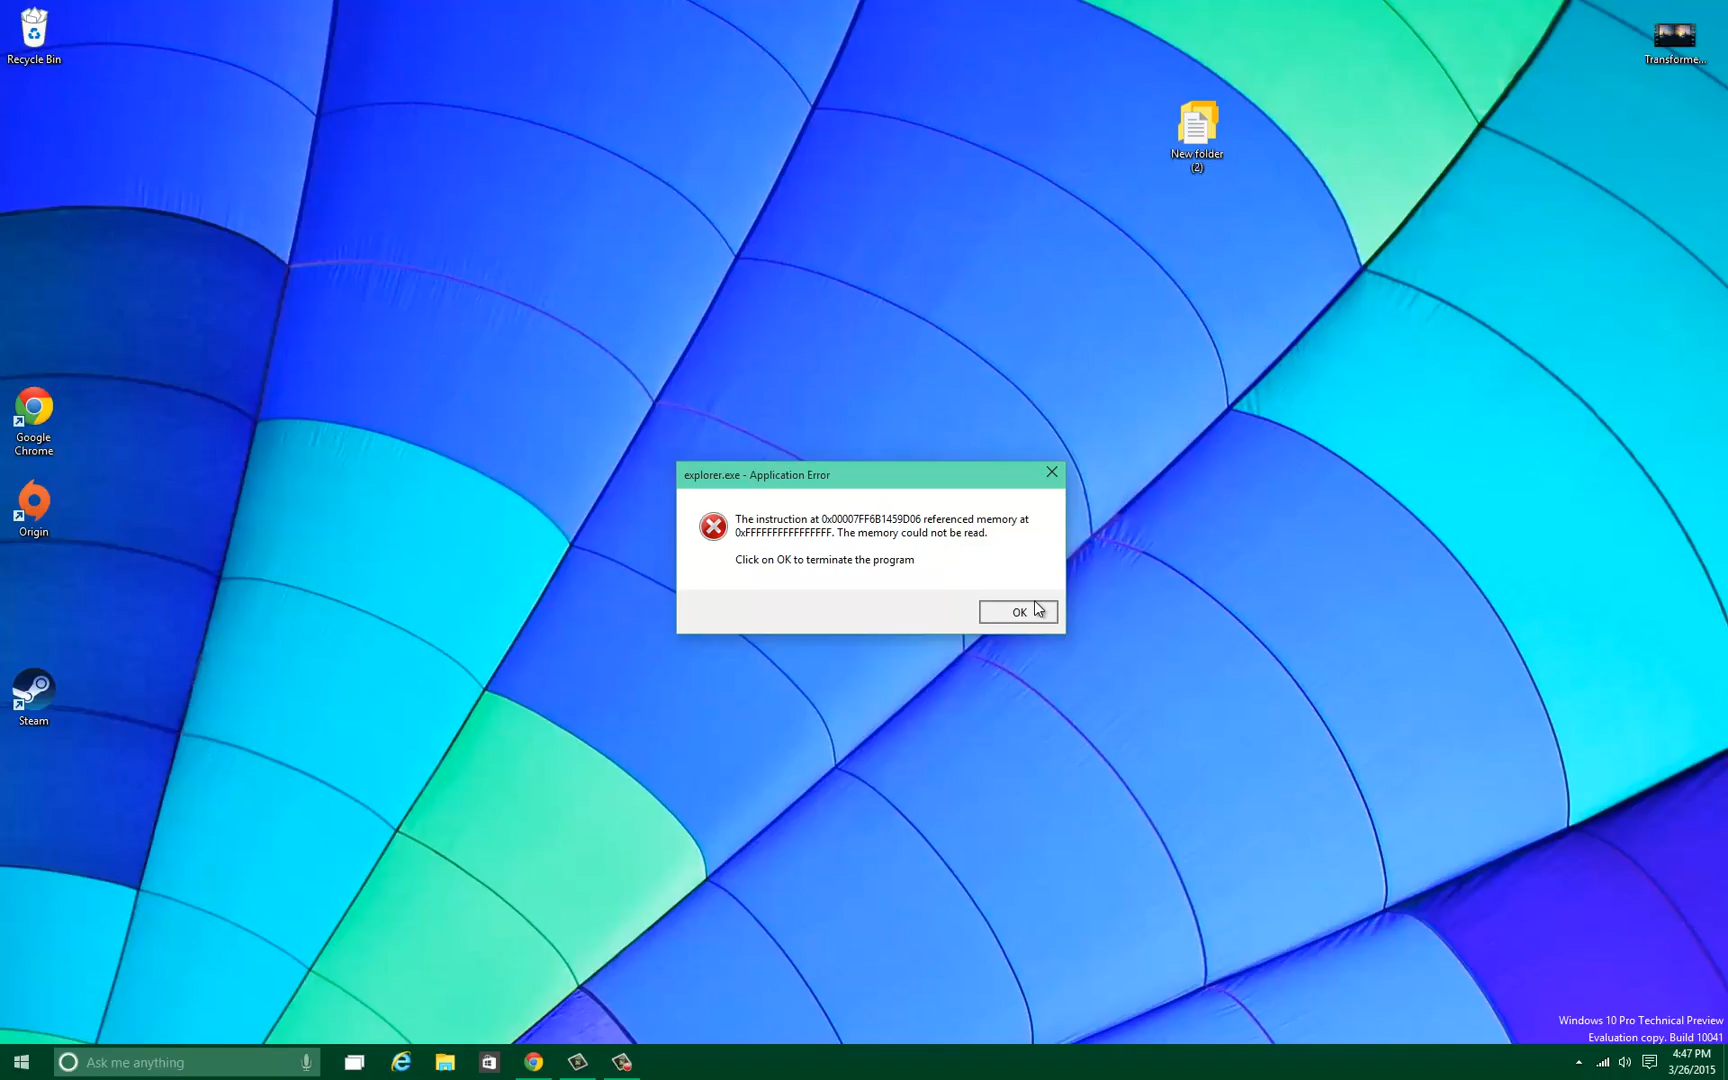 Recycle Bin
Transforme...
New folder
(2)
Google
Chrome
Origin
Steam
explorer.exe - Application Error
The instruction at 0x00007FF6B1459D06 referenced memory at
0xFFFFFFFFFFFFFFFF. The memory could not be read.
Click on OK to terminate the program
OK
Windows 10 Pro Technical Preview
Evaluation copy. Build 10041
Ask me anything
4:47 PM
3/26/2015